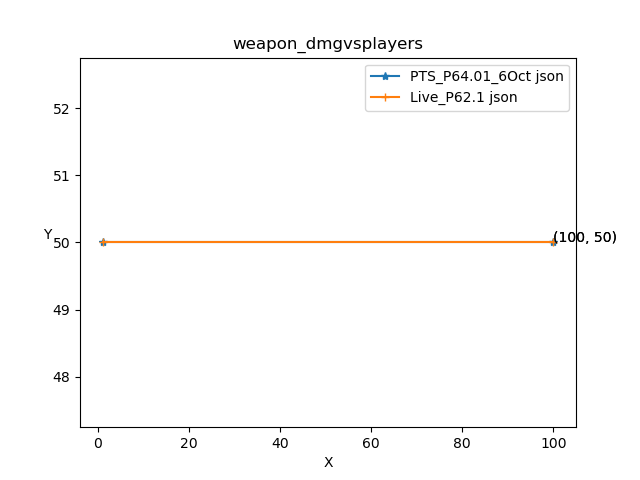 weapon_dmgvsplayers
PTS_P64.01_6Oct json
Live_P62.1 json
52
51
Y
50
(100, 50)
49
48
0
20
40
60
80
100
X